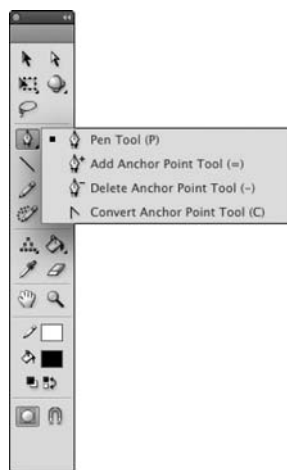 Pen Tool (P)
Add Anchor Point Tool (=)
Delete Anchor Point Tool (-)
Convert Anchor Point Tool (C)